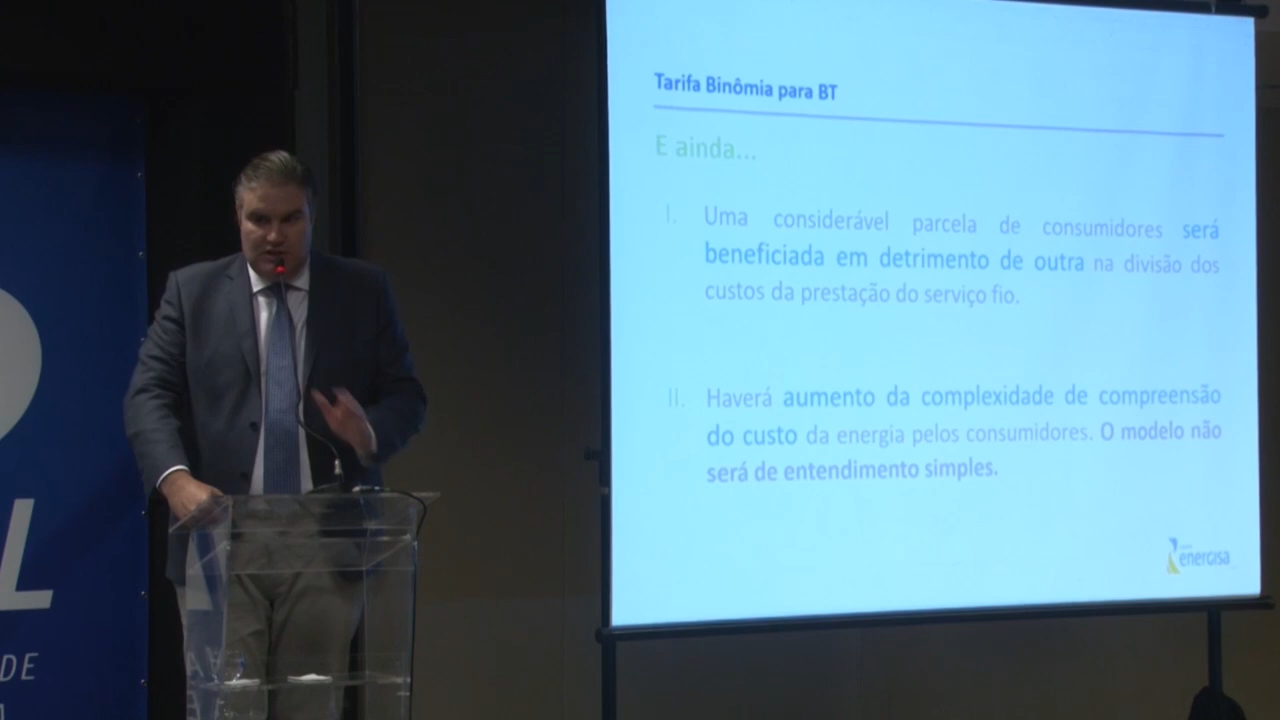 Tarifa Binômia para BT
E ainda...
I. Uma considerável parcela de consumidores será
beneficiada em detrimento de outra na divisão dos
custos da prestação do serviço fio.
II. Haverá aumento da complexidade de compreensão
do custo da energia pelos consumidores. O modelo não
será de entendimento simples.
energisa
L
DE